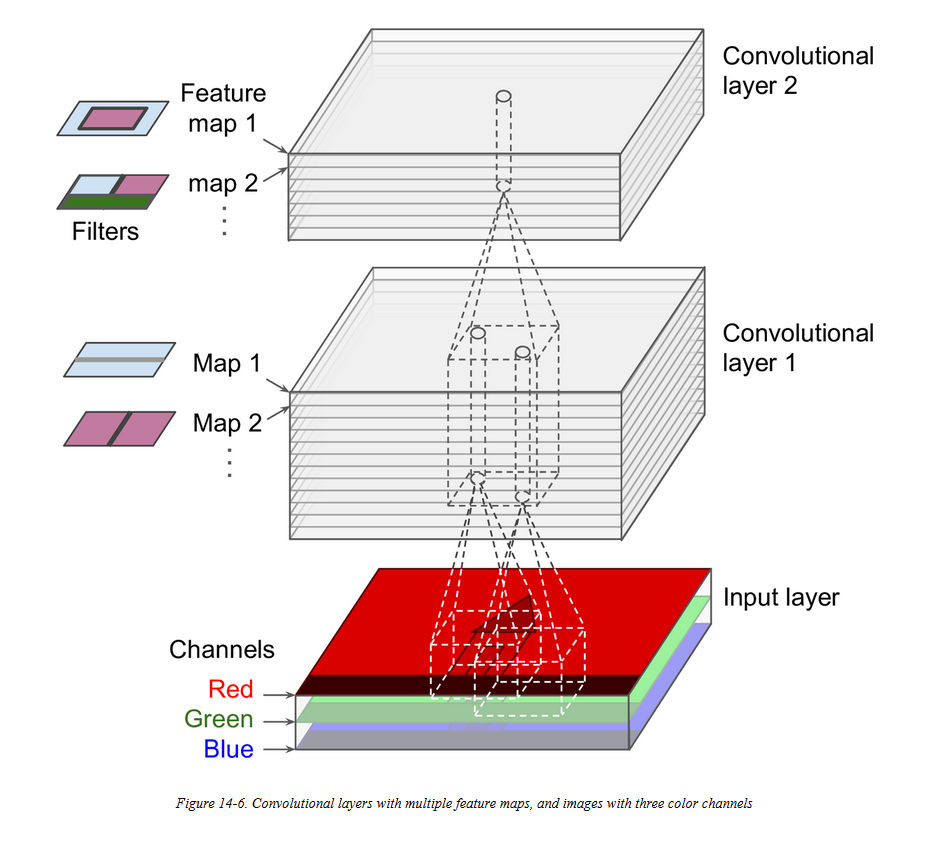 Convolutional
layer 2
Feature
map 1
map 2
Filters
Convolutional
layer 1
Map 1
Map 2
Input layer
Channels
Red
Green
Blue
Figure 14-6. Convolutional layers with multiple feature maps, and images with three color channels